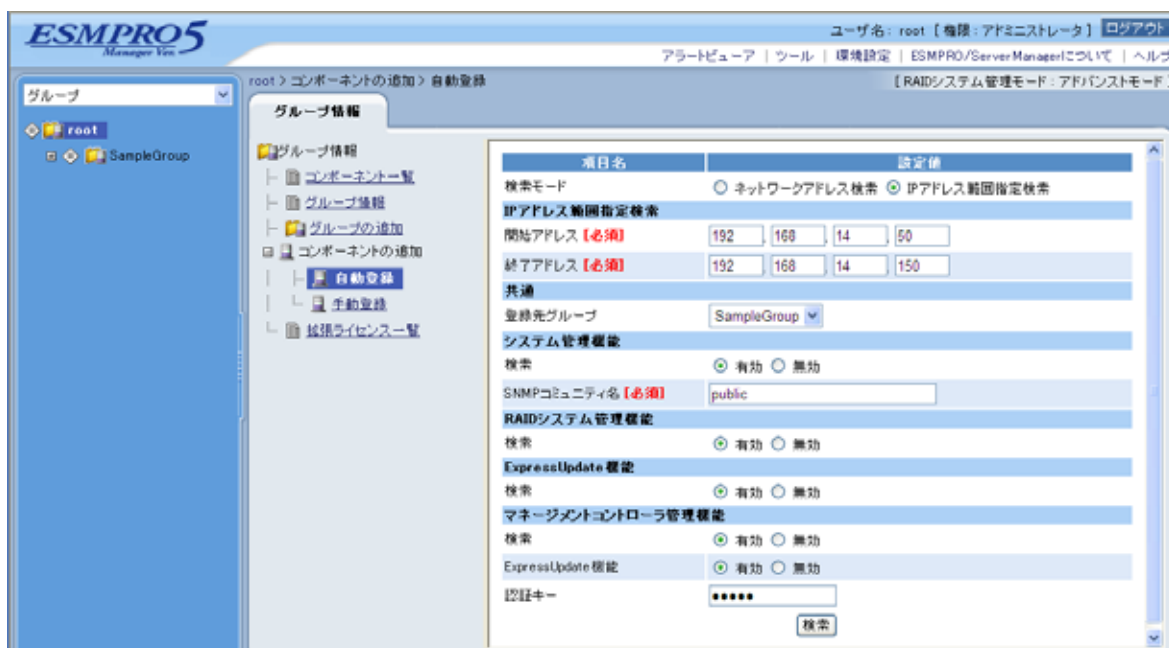 ESMPRO5
Manager Ver.
ユーザ名: root [ 権限 : アドミニストレータ ] ログアウト
アラートビューア | ツール | 環境設定 | ESMPRO/ServerManagerについて | ヘルプ
グループ
root > コンポーネントの追加 > 自動登録
[ RAIDシステム管理モード : アドバンストモード ]
グループ情報
root
SampleGroup
グループ情報
コンポーネント一覧
グループ情報
グループの追加
コンポーネントの追加
自動登録
手動登録
拡張ライセンス一覧
項目名 設定値
検索モード ネットワークアドレス検索 IPアドレス範囲指定検索
IPアドレス範囲指定検索
開始アドレス [必須] 192 . 168 . 14 . 50
終了アドレス [必須] 192 . 168 . 14 . 150
共通
登録先グループ SampleGroup
システム管理機能
検索 有効 無効
SNMPコミュニティ名 [必須] public
RAIDシステム管理機能
検索 有効 無効
ExpressUpdate機能
検索 有効 無効
マネージメントコントローラ管理機能
検索 有効 無効
ExpressUpdate機能 有効 無効
認証キー •••••
検索